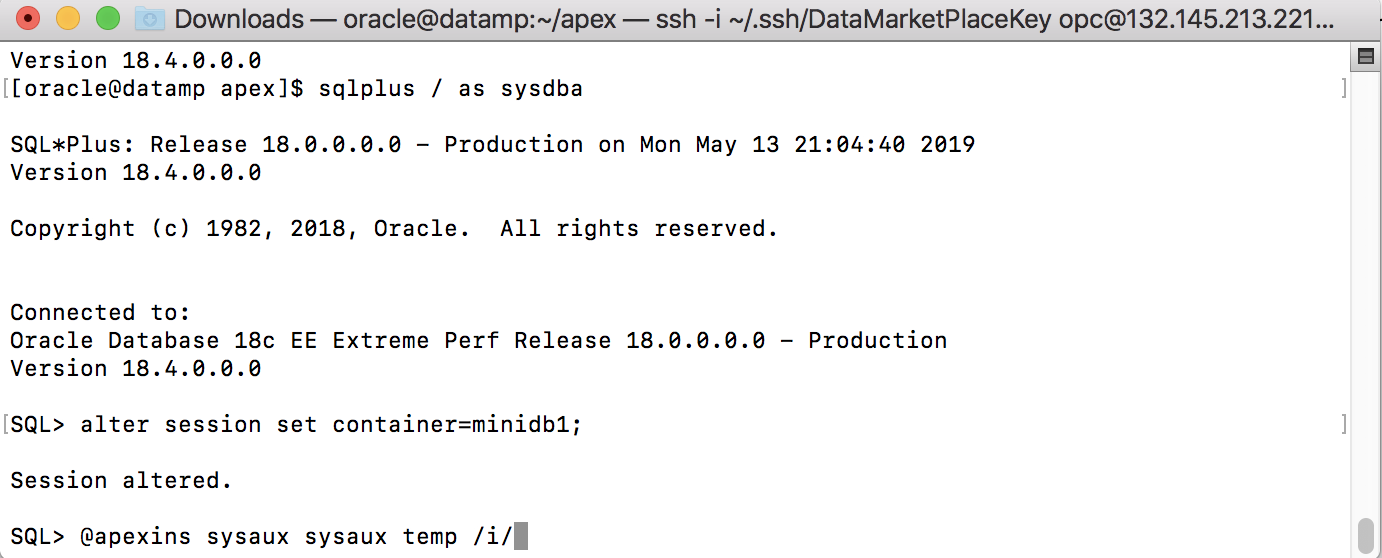 Downloads — oracle@datamp:~/apex — ssh -i ~/.ssh/DataMarketPlaceKey opc@132.145.213.221...
Version 18.4.0.0.0
[[oracle@datamp apex]$ sqlplus / as sysdba ]
SQL*Plus: Release 18.0.0.0.0 - Production on Mon May 13 21:04:40 2019
Version 18.4.0.0.0
Copyright (c) 1982, 2018, Oracle.  All rights reserved.
Connected to:
Oracle Database 18c EE Extreme Perf Release 18.0.0.0.0 - Production
Version 18.4.0.0.0
[SQL> alter session set container=minidb1; ]
Session altered.
SQL> @apexins sysaux sysaux temp /i/